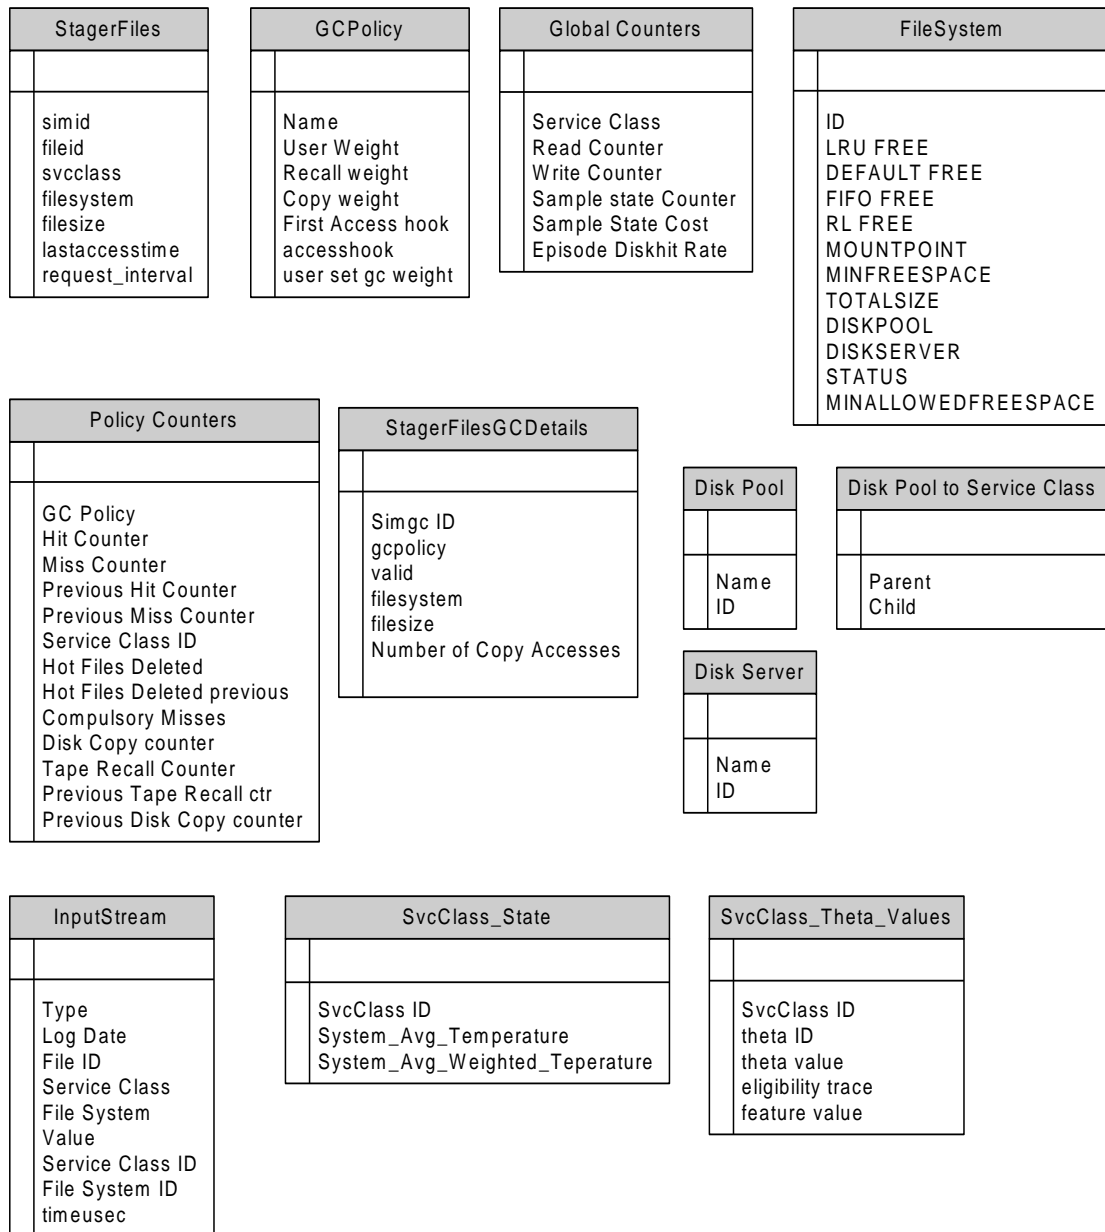 StagerFiles
simid
fileid
svcclass
filesystem
filesize
lastaccesstime
request_interval
GCPolicy
Name
User Weight
Recall weight
Copy weight
First Access hook
accesshook
user set gc weight
Global Counters
Service Class
Read Counter
Write Counter
Sample state Counter
Sample State Cost
Episode Diskhit Rate
FileSystem
ID
LRU FREE
DEFAULT FREE
FIFO FREE
RL FREE
MOUNTPOINT
MINFREESPACE
TOTALSIZE
DISKPOOL
DISKSERVER
STATUS
MINALLOWEDFREESPACE
Policy Counters
GC Policy
Hit Counter
Miss Counter
Previous Hit Counter
Previous Miss Counter
Service Class ID
Hot Files Deleted
Hot Files Deleted previous
Compulsory Misses
Disk Copy counter
Tape Recall Counter
Previous Tape Recall ctr
Previous Disk Copy counter
StagerFilesGCDetails
Simgc ID
gcpolicy
valid
filesystem
filesize
Number of Copy Accesses
Disk Pool
Name
ID
Disk Pool to Service Class
Parent
Child
Disk Server
Name
ID
InputStream
Type
Log Date
File ID
Service Class
File System
Value
Service Class ID
File System ID
timeusec
SvcClass_State
SvcClass ID
System_Avg_Temperature
System_Avg_Weighted_Teperature
SvcClass_Theta_Values
SvcClass ID
theta ID
theta value
eligibility trace
feature value